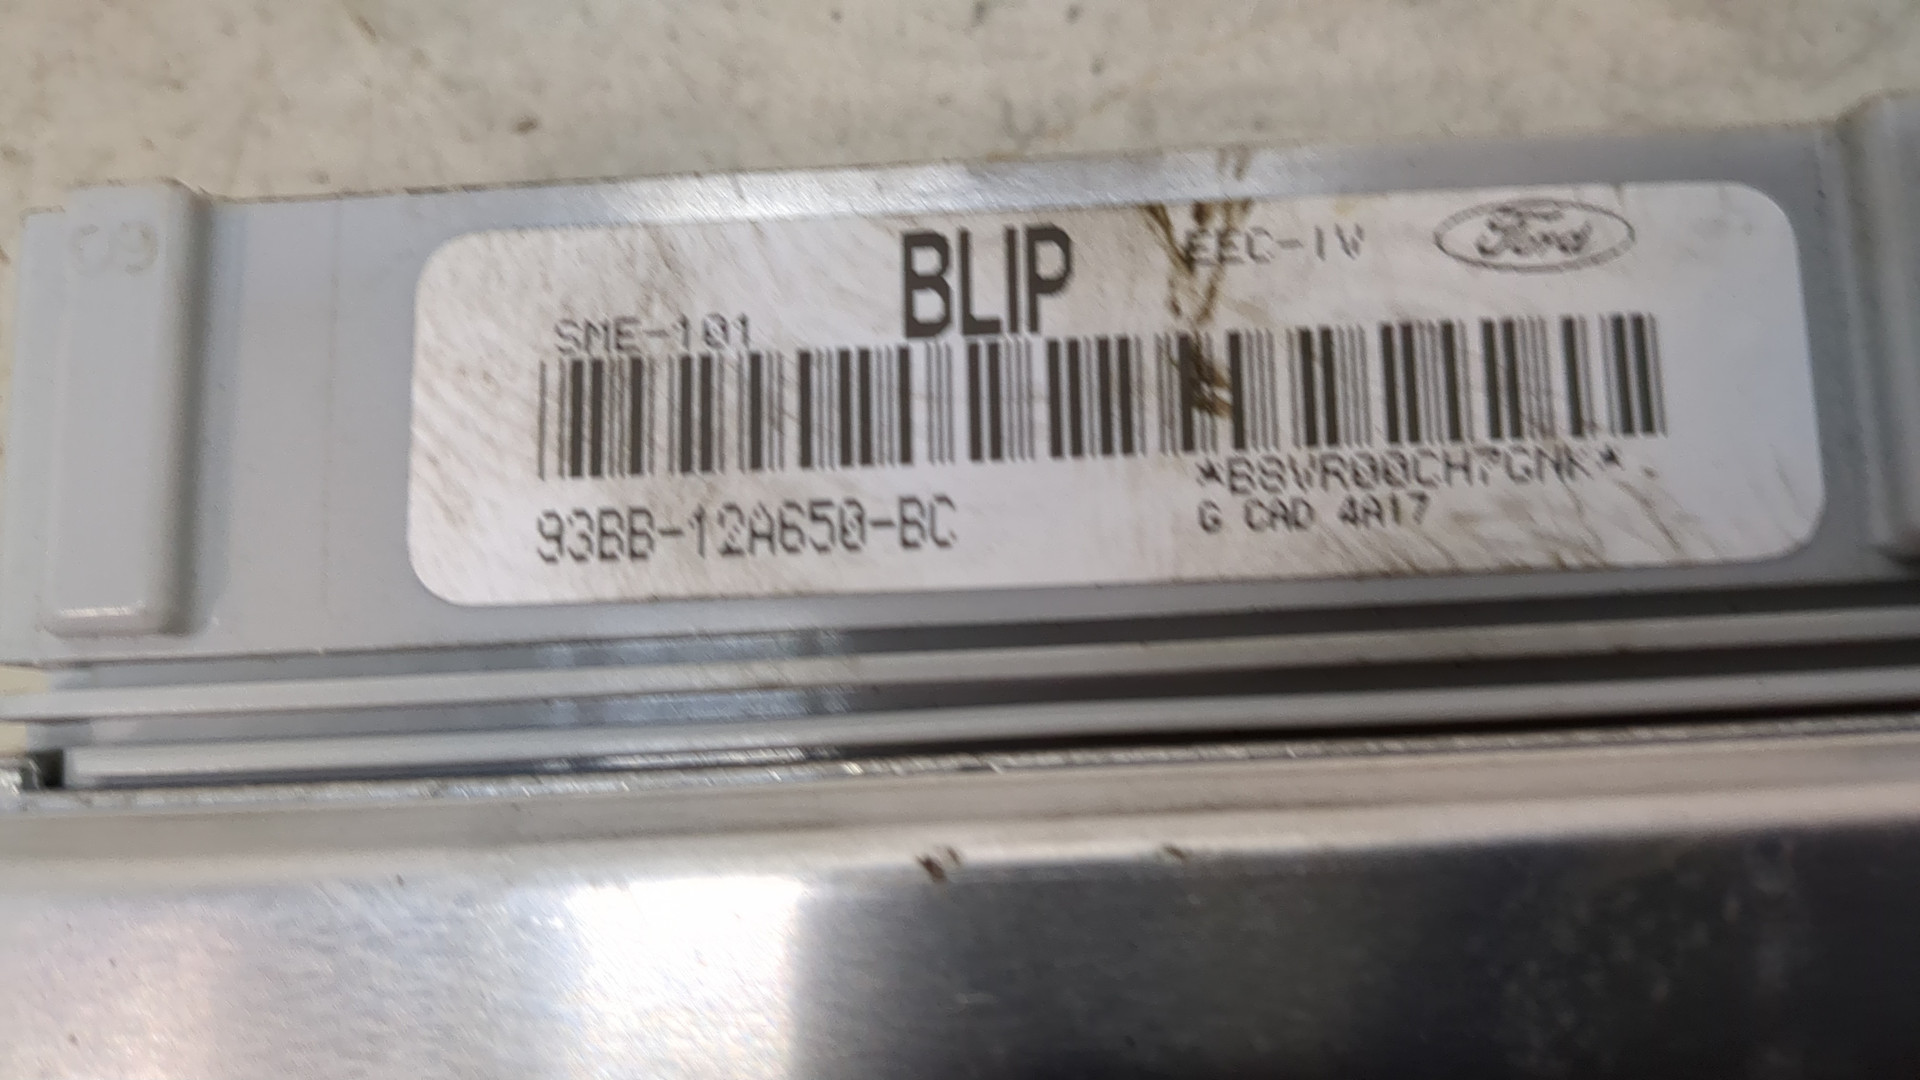 BLIP
EEC-IV
Ford
SME-101
*B8VR00CH7GNK*
93BB-12A650-BC
G CAD 4A17